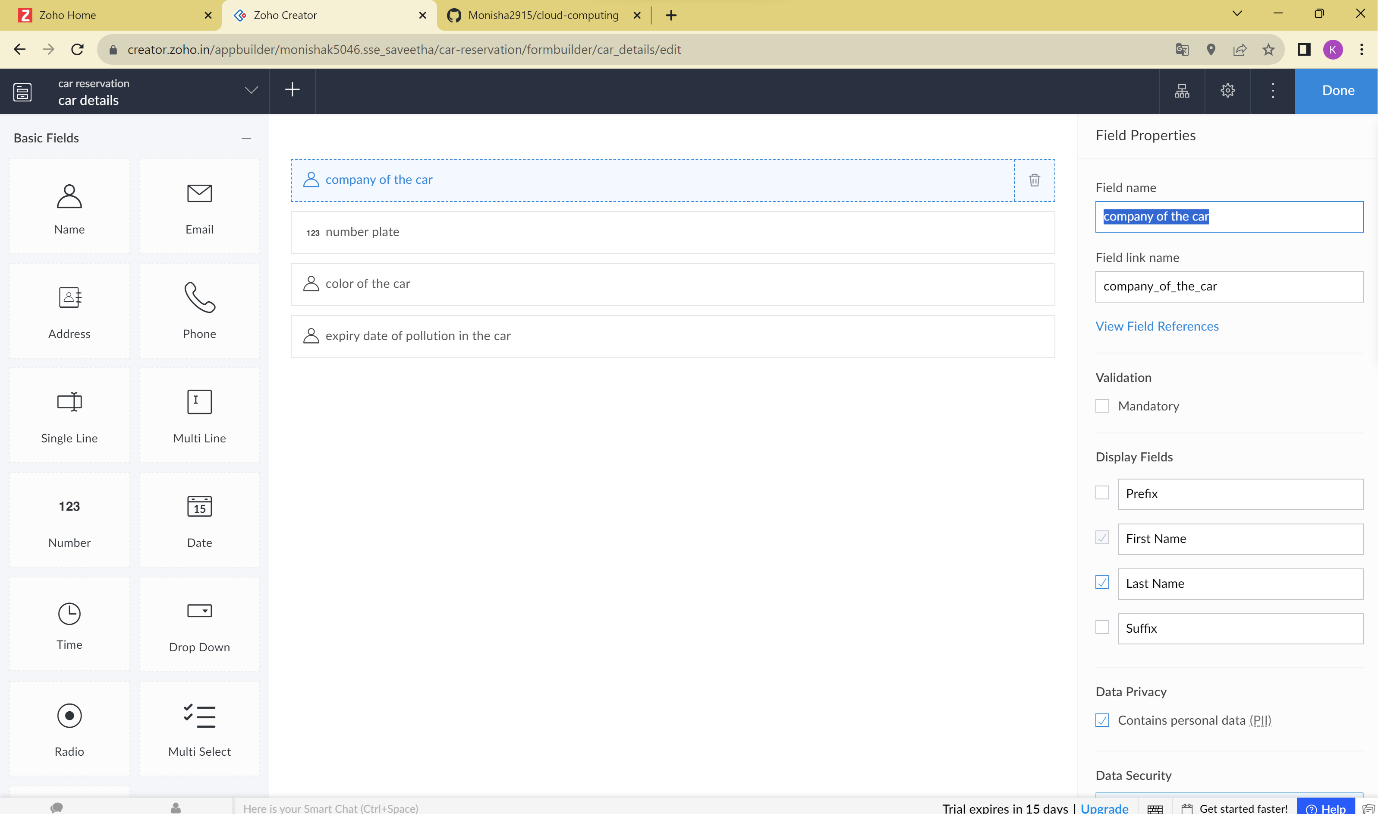 Zoho Home
Zoho Creator
Monisha2915/cloud-computing
creator.zoho.in/appbuilder/monishak5046.sse_saveetha/car-reservation/formbuilder/car_details/edit
K
car reservation
car details
Done
Basic Fields
Name
Email
Address
Phone
Single Line
Multi Line
123
Number
15
Date
Time
Drop Down
Radio
Multi Select
company of the car
123 number plate
color of the car
expiry date of pollution in the car
Field Properties
Field name
company of the car
Field link name
company_of_the_car
View Field References
Validation
Mandatory
Display Fields
Prefix
First Name
Last Name
Suffix
Data Privacy
Contains personal data (PII)
Data Security
Here is your Smart Chat (Ctrl+Space)
Trial expires in 15 days | Upgrade
Get started faster!
Help